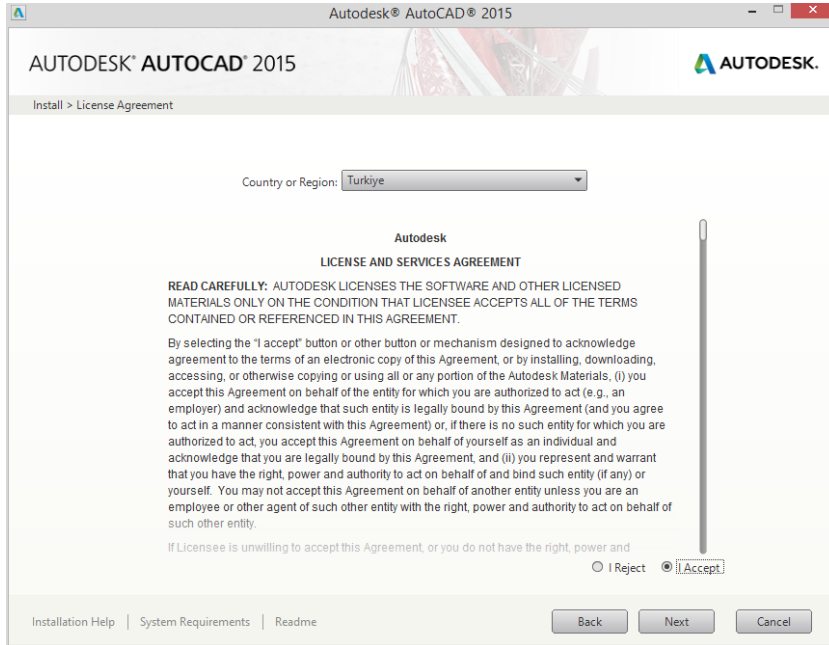 Autodesk® AutoCAD® 2015
AUTODESK® AUTOCAD® 2015
AUTODESK.
Install > License Agreement
Country or Region: Turkiye
Autodesk
LICENSE AND SERVICES AGREEMENT
READ CAREFULLY: AUTODESK LICENSES THE SOFTWARE AND OTHER LICENSED
MATERIALS ONLY ON THE CONDITION THAT LICENSEE ACCEPTS ALL OF THE TERMS
CONTAINED OR REFERENCED IN THIS AGREEMENT.
By selecting the "I accept" button or other button or mechanism designed to acknowledge
agreement to the terms of an electronic copy of this Agreement, or by installing, downloading,
accessing, or otherwise copying or using all or any portion of the Autodesk Materials, (i) you
accept this Agreement on behalf of the entity for which you are authorized to act (e.g., an
employer) and acknowledge that such entity is legally bound by this Agreement (and you agree
to act in a manner consistent with this Agreement) or, if there is no such entity for which you are
authorized to act, you accept this Agreement on behalf of yourself as an individual and
acknowledge that you are legally bound by this Agreement, and (ii) you represent and warrant
that you have the right, power and authority to act on behalf of and bind such entity (if any) or
yourself. You may not accept this Agreement on behalf of another entity unless you are an
employee or other agent of such other entity with the right, power and authority to act on behalf of
such other entity.
If Licensee is unwilling to accept this Agreement, or you do not have the right, power and
I Reject I Accept
Installation Help | System Requirements | Readme Back Next Cancel